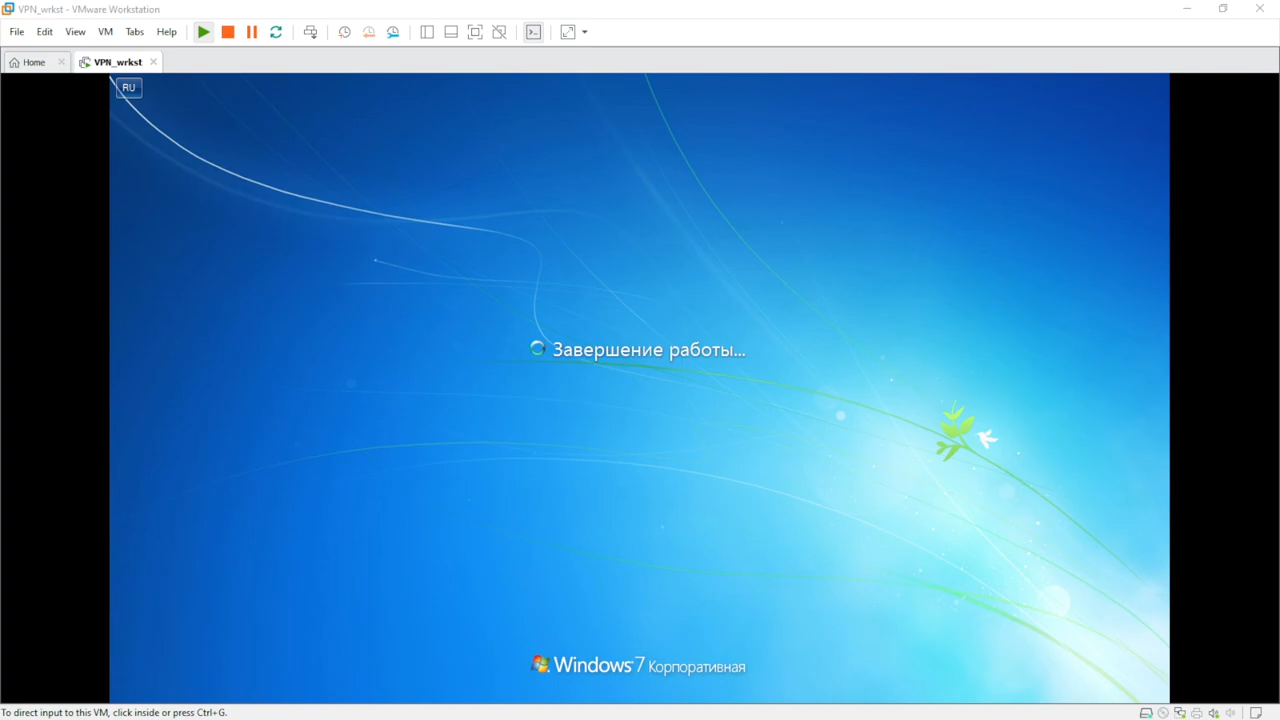 VPN_wrkst - VMware Workstation
File Edit View VM Tabs Help
Home VPN_wrkst
RU
Завершение работы...
Windows 7 Корпоративная
To direct input to this VM, click inside or press Ctrl+G.